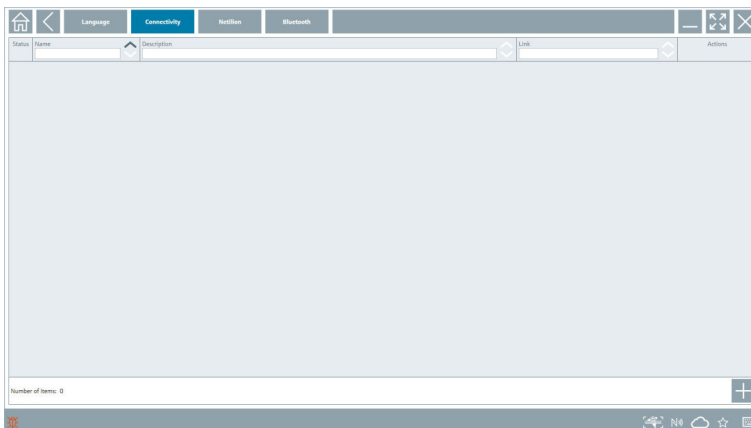 Language Connectivity Netilion Bluetooth
Status Name Description Link Actions
Number of items: 0
N